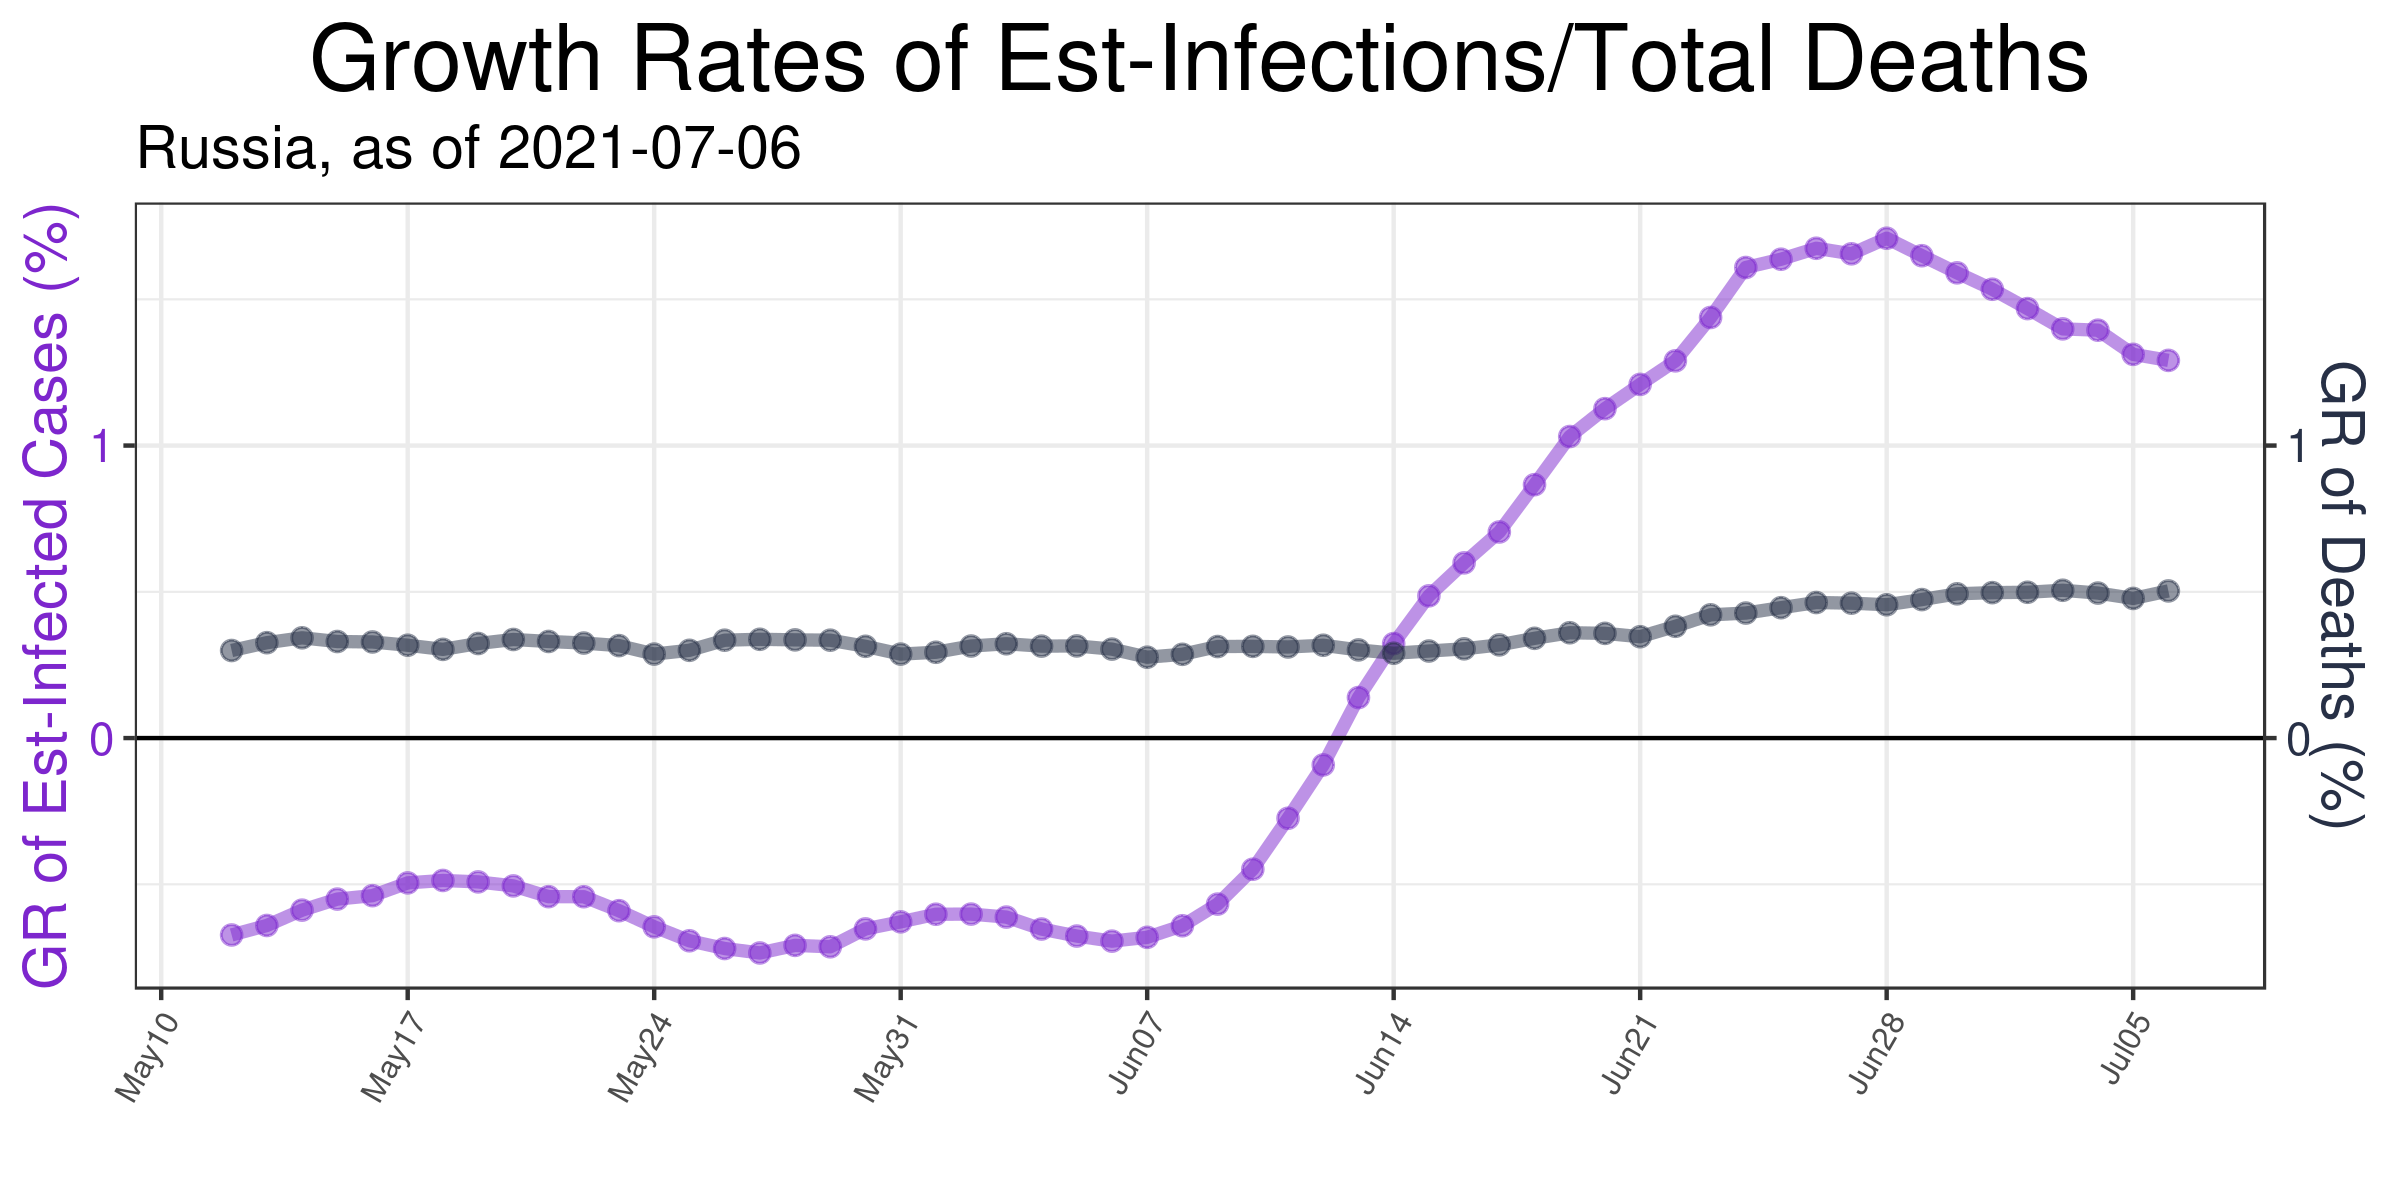 Growth Rates of Est-Infections/Total Deaths
Russia, as of 2021-07-06
GR of Est-Infected Cases (%)
1
0
1
0
GR of Deaths (%)
May10
May17
May24
May31
Jun07
Jun14
Jun21
Jun28
Jul05